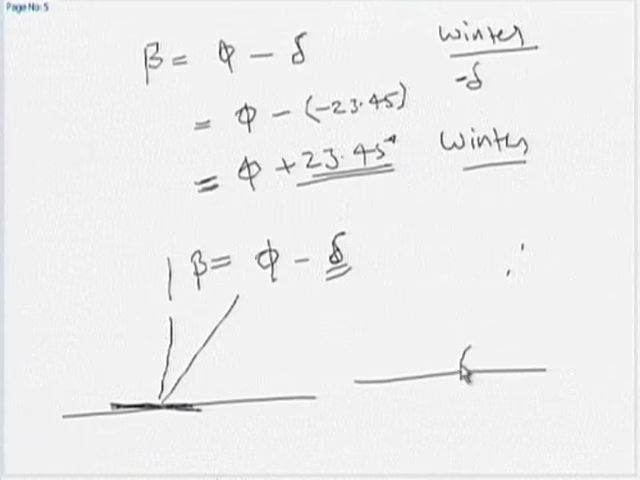 Page No: 5
β = φ - δ winter
-δ
= φ - (-23.45)
= φ + 23.45° Winter
β = φ - δ